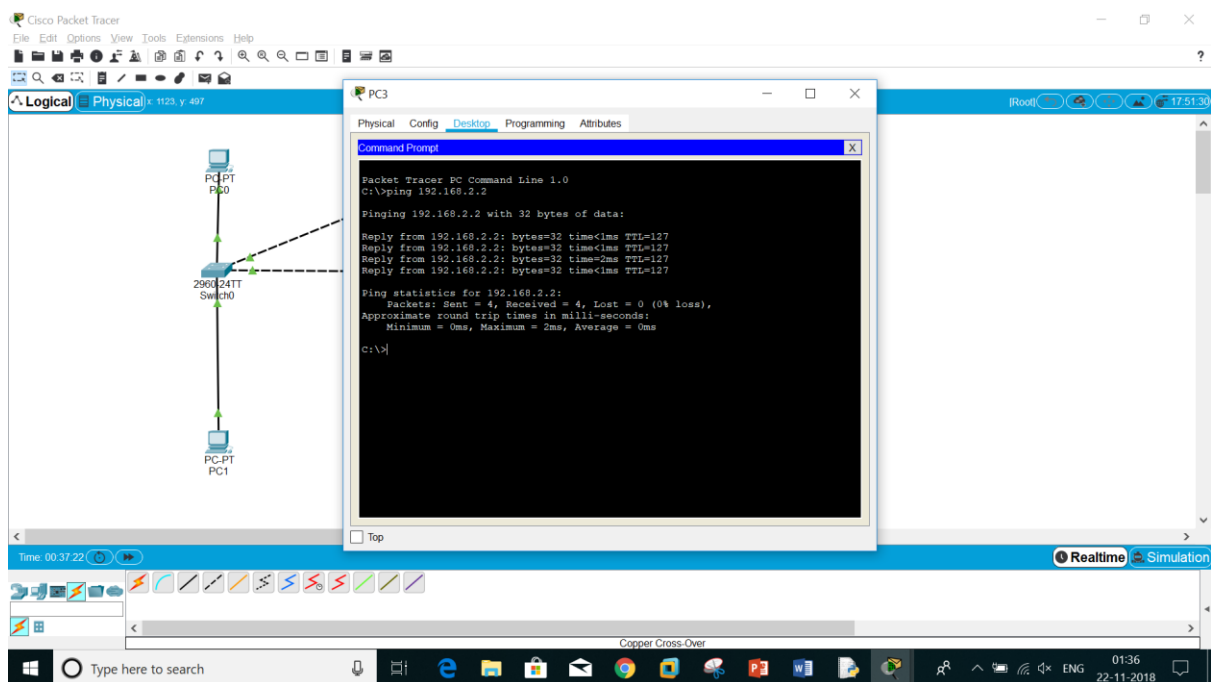 Cisco Packet Tracer
File Edit Options View Tools Extensions Help
?
Logical Physical x: 1123, y: 497
[Root] 17:51:30
PC-PT
PC0
2960-24TT
Switch0
PC-PT
PC1
PC3
Physical Config Desktop Programming Attributes
Command Prompt X
Packet Tracer PC Command Line 1.0
C:\>ping 192.168.2.2
Pinging 192.168.2.2 with 32 bytes of data:
Reply from 192.168.2.2: bytes=32 time<1ms TTL=127
Reply from 192.168.2.2: bytes=32 time<1ms TTL=127
Reply from 192.168.2.2: bytes=32 time=2ms TTL=127
Reply from 192.168.2.2: bytes=32 time<1ms TTL=127
Ping statistics for 192.168.2.2:
Packets: Sent = 4, Received = 4, Lost = 0 (0% loss),
Approximate round trip times in milli-seconds:
Minimum = 0ms, Maximum = 2ms, Average = 0ms
C:\>
Top
Time: 00:37:22
Realtime Simulation
Copper Cross-Over
Type here to search
ENG
01:36
22-11-2018